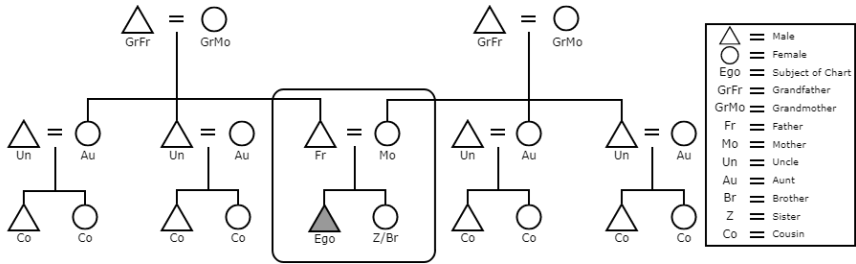 GrFr GrMo GrFr GrMo
Un Au Un Au Fr Mo Un Au Un Au
Co Co Co Co Ego Z/Br Co Co Co Co
= Male
= Female
Ego = Subject of Chart
GrFr = Grandfather
GrMo = Grandmother
Fr = Father
Mo = Mother
Un = Uncle
Au = Aunt
Br = Brother
Z = Sister
Co = Cousin